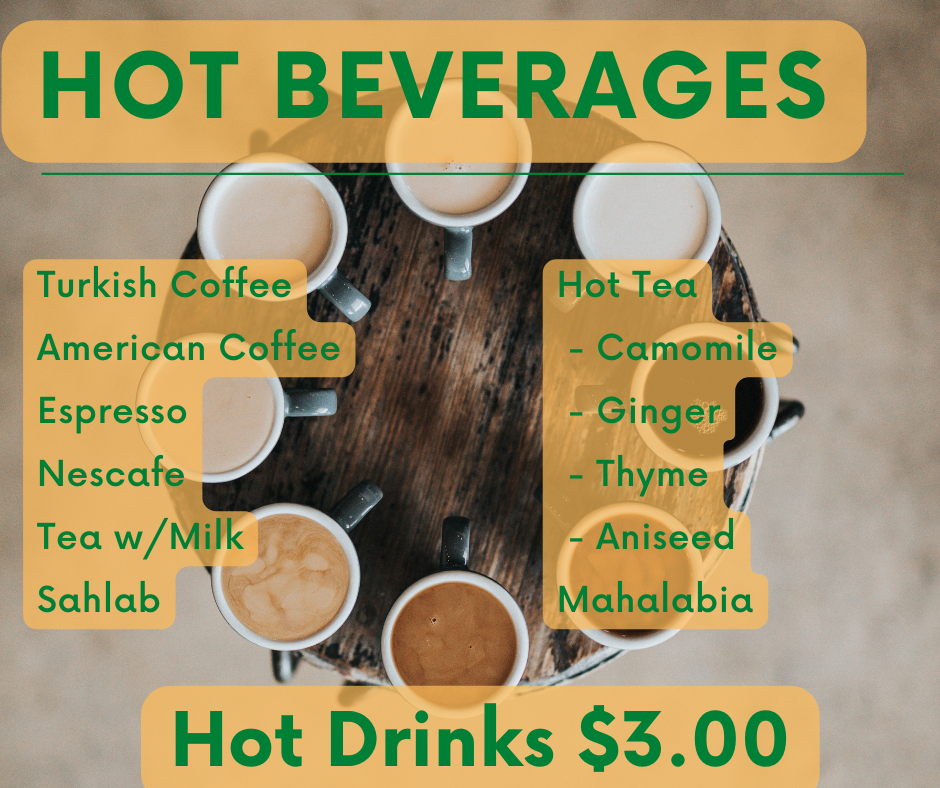 HOT BEVERAGES
Turkish Coffee
American Coffee
Espresso
Nescafe
Tea w/Milk
Sahlab
Hot Tea
- Camomile
- Ginger
- Thyme
- Aniseed
Mahalabia
Hot Drinks $3.00